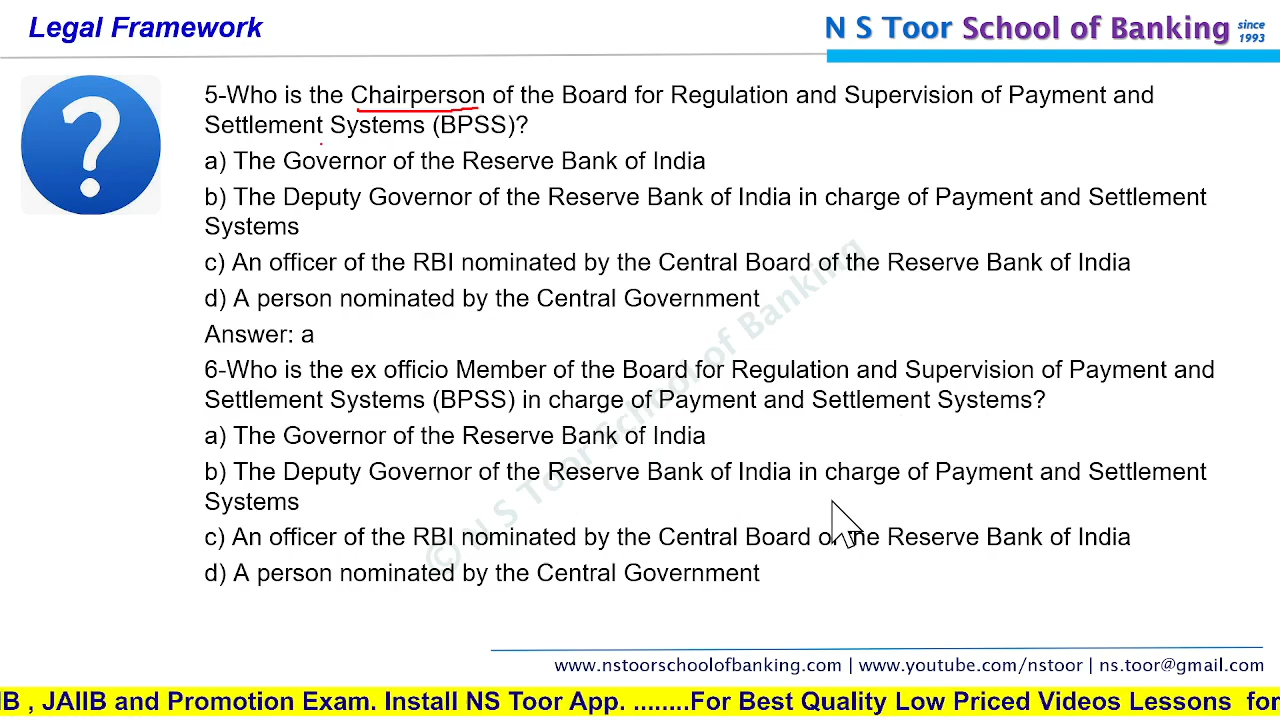 Legal Framework
N S Toor School of Banking since 1993
5-Who is the Chairperson of the Board for Regulation and Supervision of Payment and
Settlement Systems (BPSS)?
a) The Governor of the Reserve Bank of India
b) The Deputy Governor of the Reserve Bank of India in charge of Payment and Settlement
Systems
c) An officer of the RBI nominated by the Central Board of the Reserve Bank of India
d) A person nominated by the Central Government
Answer: a
6-Who is the ex officio Member of the Board for Regulation and Supervision of Payment and
Settlement Systems (BPSS) in charge of Payment and Settlement Systems?
a) The Governor of the Reserve Bank of India
b) The Deputy Governor of the Reserve Bank of India in charge of Payment and Settlement
Systems
c) An officer of the RBI nominated by the Central Board of the Reserve Bank of India
d) A person nominated by the Central Government
© N S Toor School of Banking
www.nstoorschoolofbanking.com | www.youtube.com/nstoor | ns.toor@gmail.com
IB , JAIIB and Promotion Exam. Install NS Toor App. ........For Best Quality Low Priced Videos Lessons for